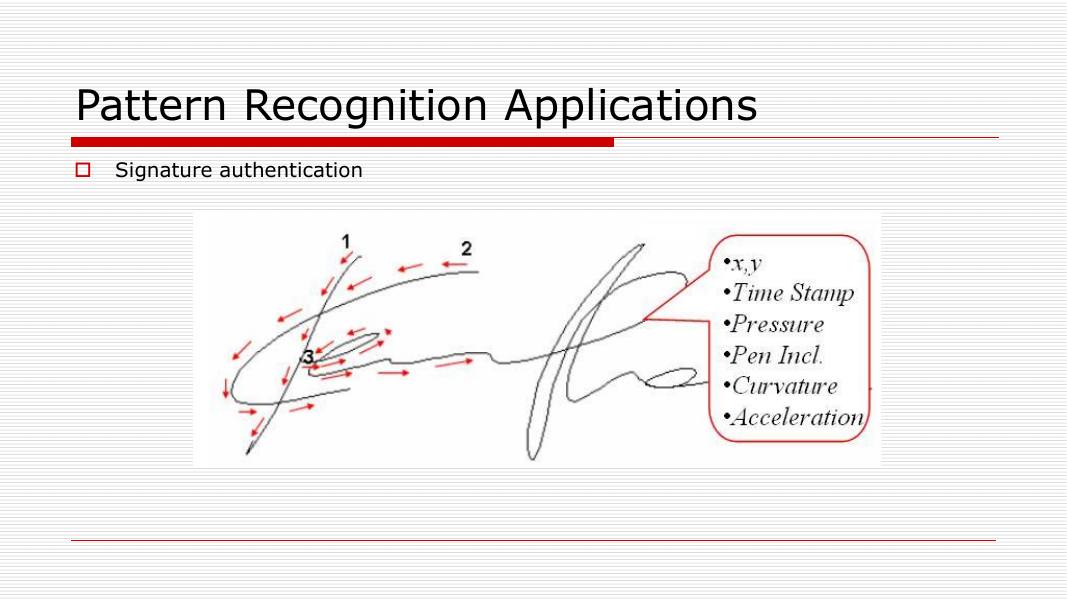 Pattern Recognition Applications
Signature authentication
1
2
3
•x,y
•Time Stamp
•Pressure
•Pen Incl.
•Curvature
•Acceleration